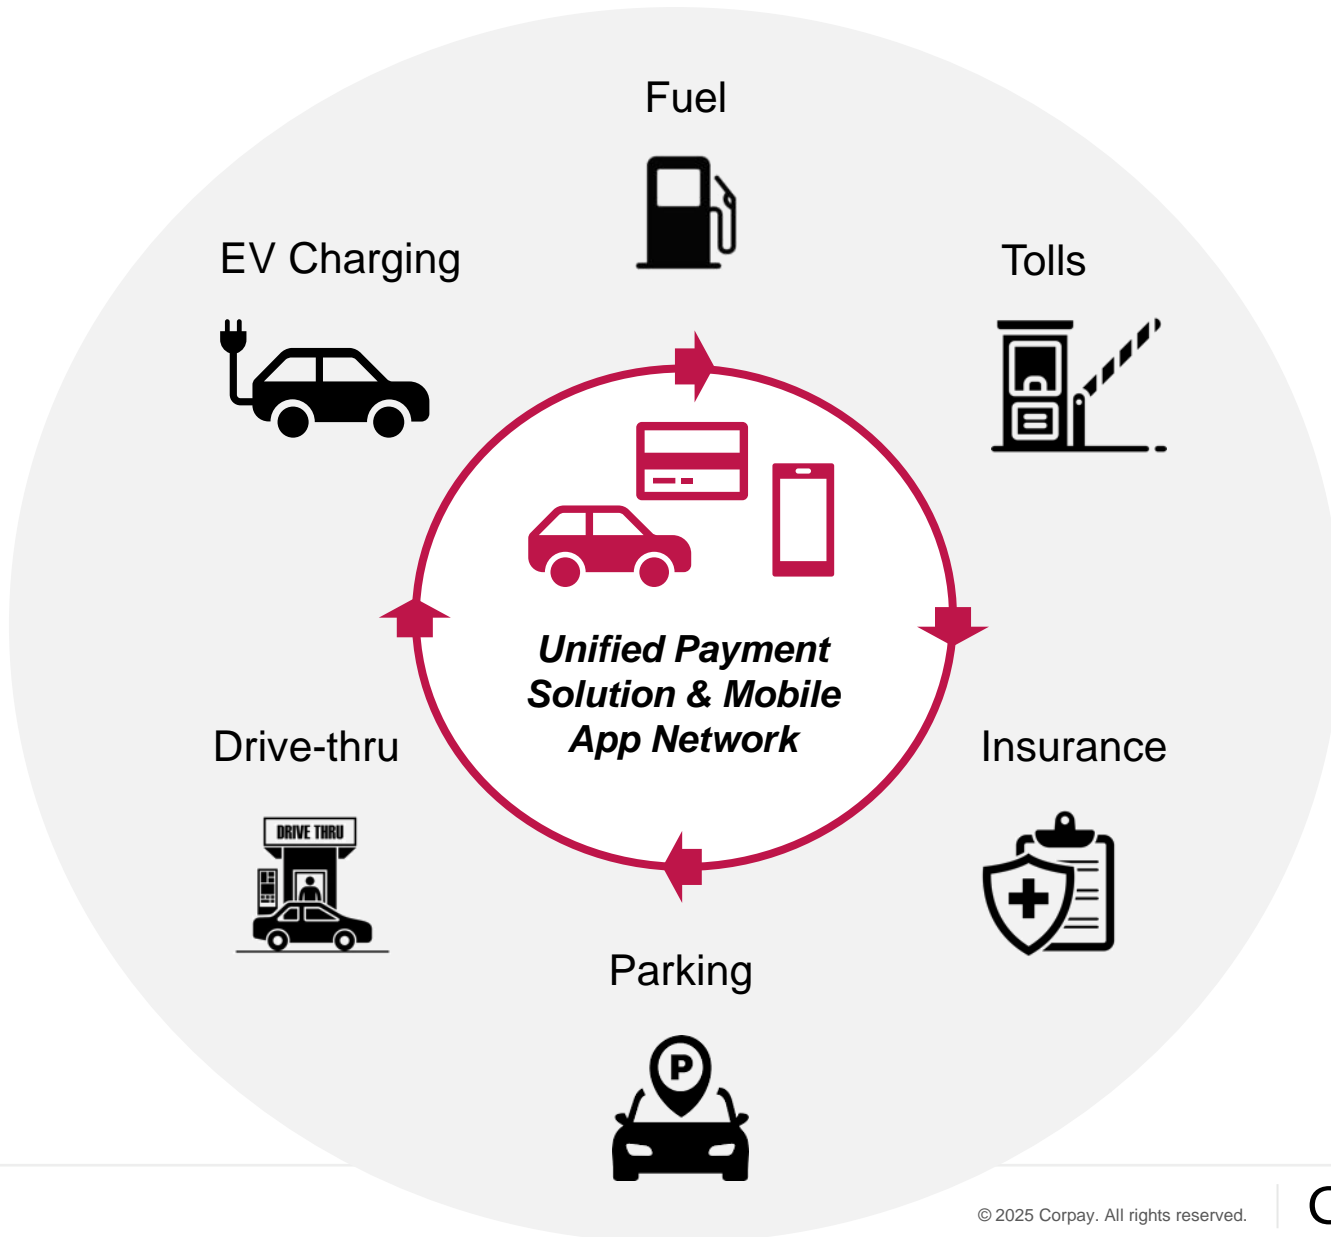 Fuel
EV Charging
Tolls
Unified Payment
Solution & Mobile
App Network
Drive-thru
Insurance
DRIVE THRU
Parking
P
© 2025 Corpay. All rights reserved.